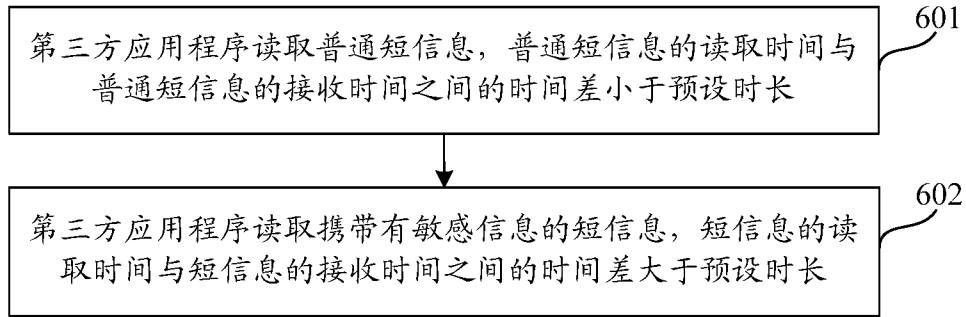 601
第三方应用程序读取普通短信息，普通短信息的读取时间与
普通短信息的接收时间之间的时间差小于预设时长
602
第三方应用程序读取携带有敏感信息的短信息，短信息的读
取时间与短信息的接收时间之间的时间差大于预设时长